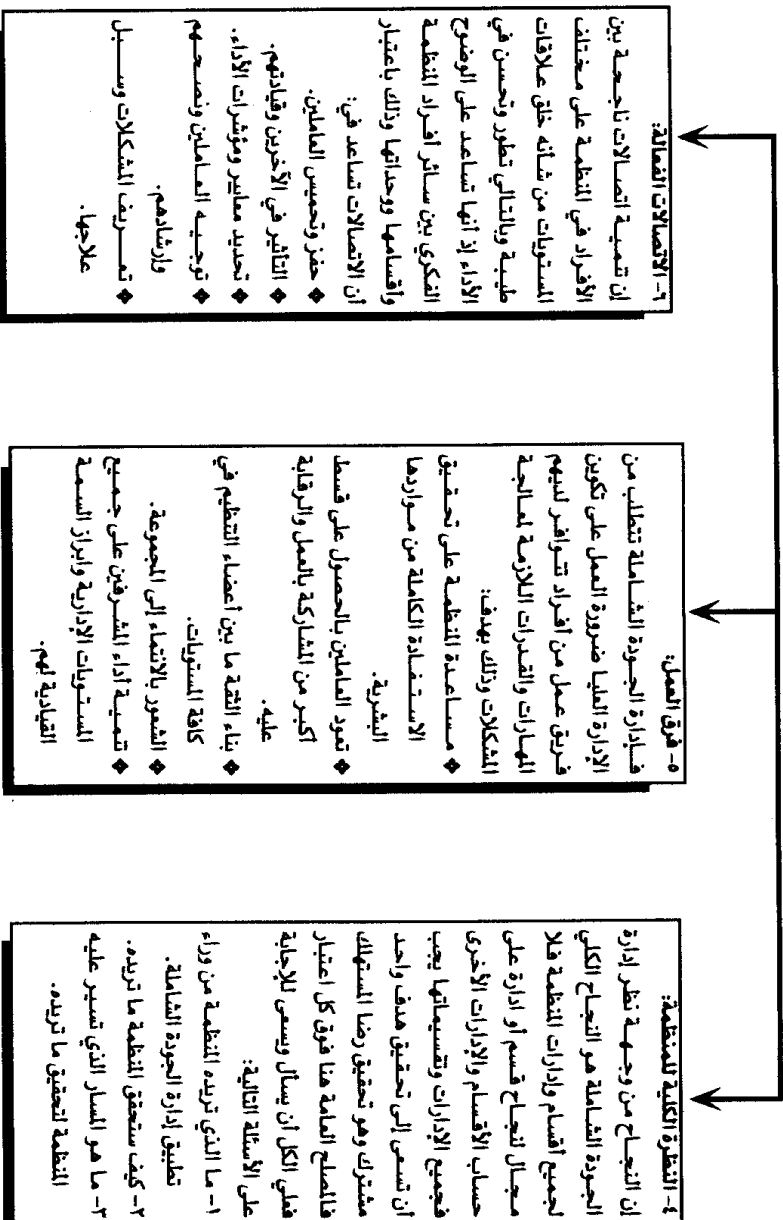 ٤- النظرة الكلية للمنظمة:
إن النجاح من وجهة نظر إدارة
الجودة الشاملة هو النجاح الكلي
لجميع أقسام وإدارات المنظمة فلا
مجال لنجاح قسم أو ادارة على
حساب الأقسام والإدارات الأخرى
فجميع الإدارات وتقسيماتها يجب
أن تسعى إلى تحقيق هدف واحد
مشترك وهو تحقيق رضا المستهلك
فالمصلح العامة هنا فوق كل اعتبار
فعلي الكل أن يسأل ويسعى للإجابة
على الأسئلة التالية:
١- ما الذي تريده المنظمة من وراء
تطبيق إدارة الجودة الشاملة.
٢- كيف ستحقق المنظمة ما تريده.
٣- ما هو المسار الذي تسير عليه
المنظمة لتحقيق ما تريده.
٥- فرق العمل:
فإدارة الجودة الشاملة تتطلب من
الإدارة العليا ضرورة العمل على تكوين
فريق عمل من أفراد تتوافر لديهم
المهارات والقدرات اللازمة لمعالجة
المشكلات وذلك بهدف:
❖ مساعدة المنظمة على تحقيق
الاستفادة الكاملة من مواردها
البشرية.
❖ تعود العاملين بالحصول على قسط
أكبر من المشاركة بالعمل والرقابة
عليه.
❖ بناء الثقة ما بين أعضاء التنظيم في
كافة المستويات.
❖ الشعور بالانتماء إلى المجموعة.
❖ تنمية أداء المشرفين على جميع
المستويات الإدارية وابراز السمة
القيادية لهم.
٦- الاتصالات الفعالة:
إن تنمية اتصالات ناجحة بين
الأفراد في المنظمة على مختلف
المستويات من شأنه خلق علاقات
طيبة وبالتالي تطور وتحسن في
الأداء إذ أنها تساعد على الوضوح
الفكري بين سائر أفراد المنظمة
وأقسامها ووحداتها وذلك باعتبار
أن الاتصالات تساعد في:
❖ حفز وتحميس العاملين.
❖ التأثير في الآخرين وقيادتهم.
❖ تحديد معايير ومؤشرات الأداء.
❖ توجيه العاملين ونصحهم
وإرشادهم.
❖ تعريف المشكلات وسبل
علاجها.